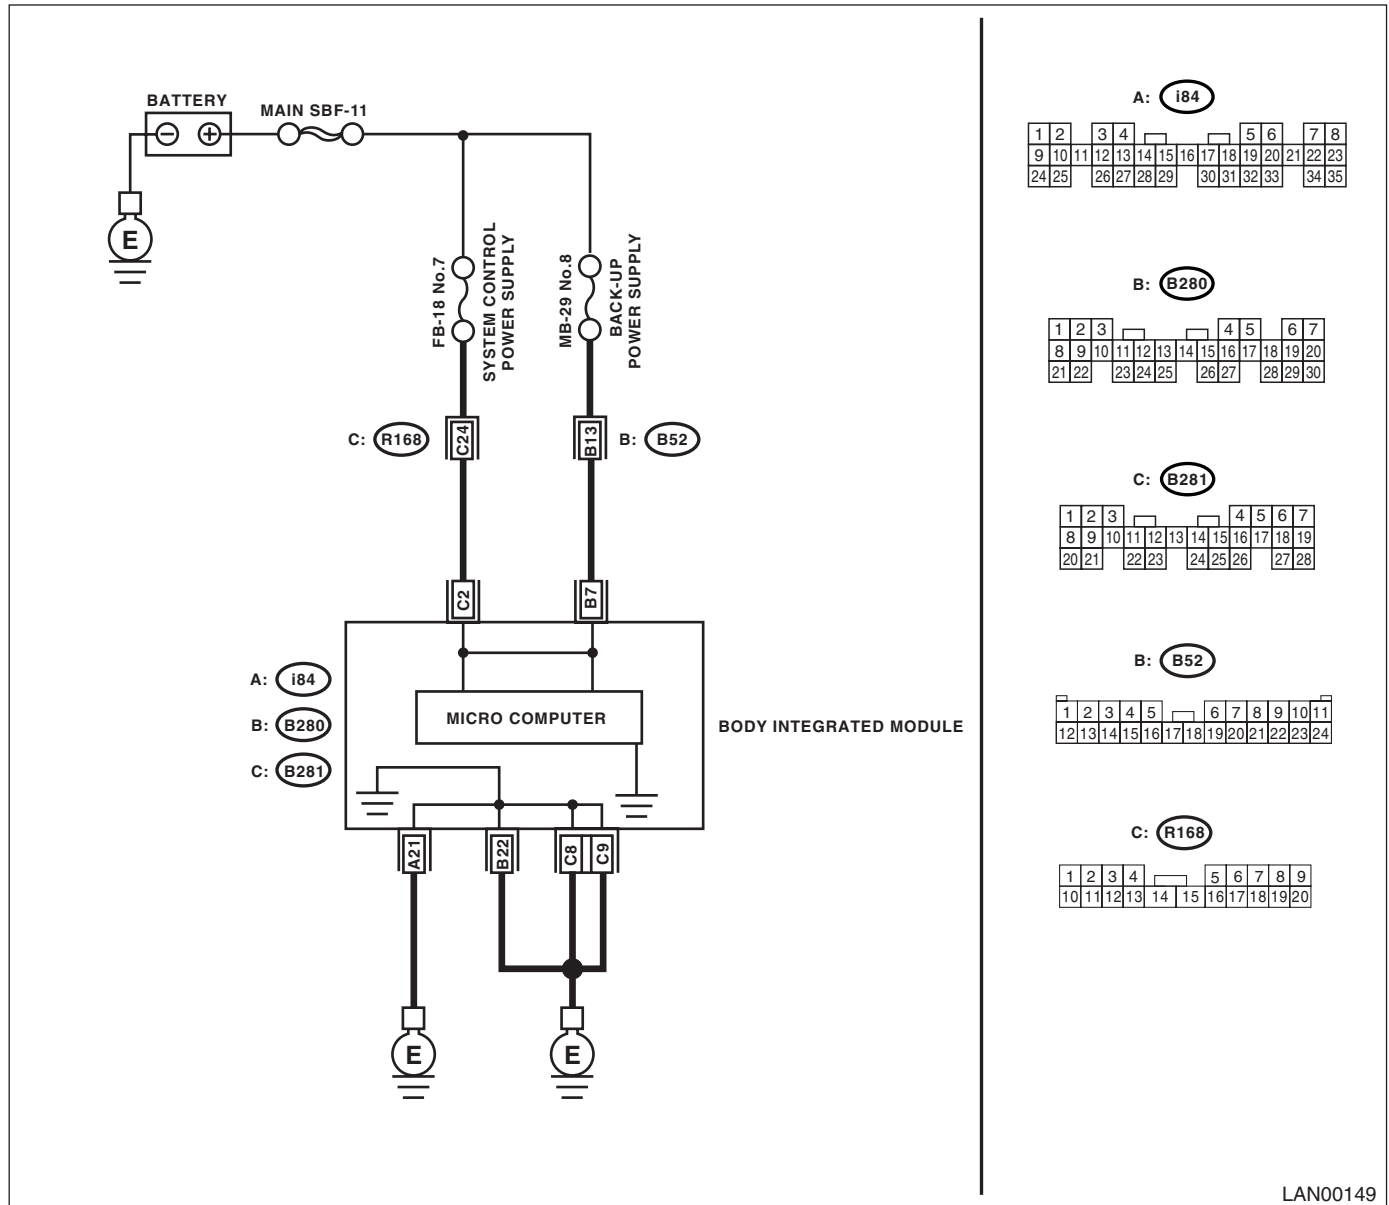 BATTERY
MAIN SBF-11
E
FB-18 No.7
SYSTEM CONTROL
POWER SUPPLY
MB-29 No.8
BACK-UP
POWER SUPPLY
C: R168
C24
B13
B: B52
C2
B7
A: i84
B: B280
C: B281
MICRO COMPUTER
BODY INTEGRATED MODULE
A21
B22
C8
C9
E
E
A: i84
1 2 3 4 5 6 7 8
9 10 11 12 13 14 15 16 17 18 19 20 21 22 23
24 25 26 27 28 29 30 31 32 33 34 35
B: B280
1 2 3 4 5 6 7
8 9 10 11 12 13 14 15 16 17 18 19 20
21 22 23 24 25 26 27 28 29 30
C: B281
1 2 3 4 5 6 7
8 9 10 11 12 13 14 15 16 17 18 19
20 21 22 23 24 25 26 27 28
B: B52
1 2 3 4 5 6 7 8 9 10 11
12 13 14 15 16 17 18 19 20 21 22 23 24
C: R168
1 2 3 4 5 6 7 8 9
10 11 12 13 14 15 16 17 18 19 20
LAN00149